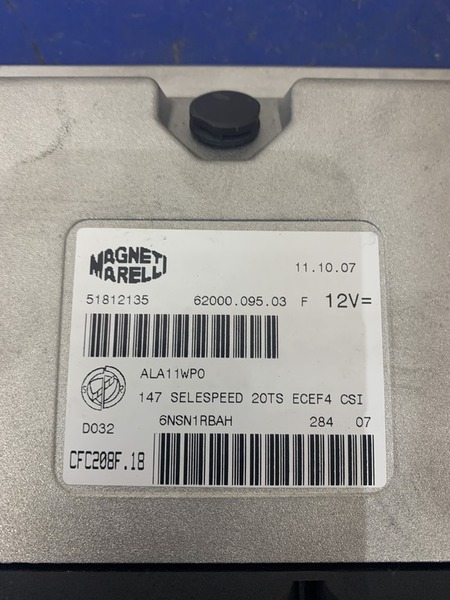 MAGNETI MARELLI
11.10.07
51812135 62000.095.03 F 12V=
ALA11WP0
147 SELESPEED 20TS ECEF4 CSI
D032 6NSN1RBAH 284 07
CFC208F.18